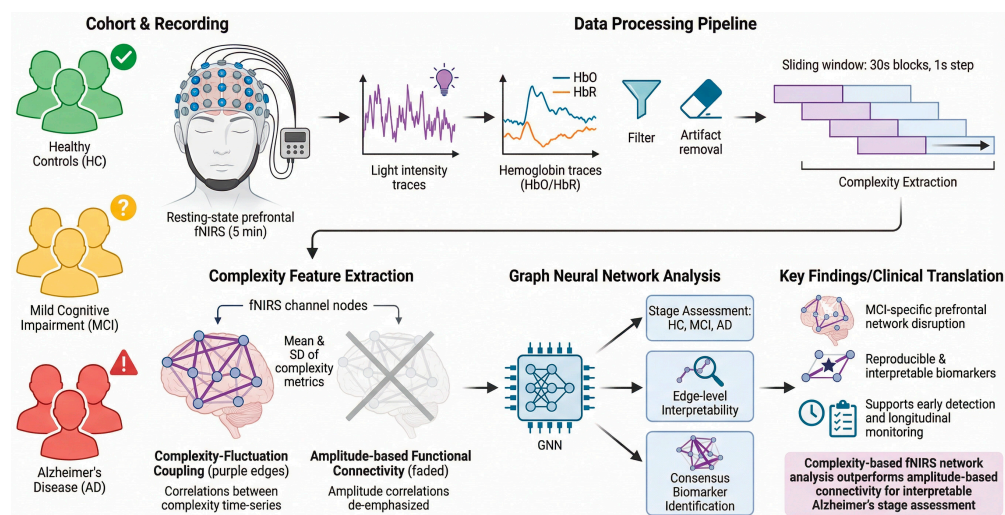 Cohort & Recording
Healthy
Controls (HC)
?
Mild Cognitive
Impairment (MCI)
!
Alzheimer's
Disease (AD)
Resting-state prefrontal
fNIRS (5 min)
Data Processing Pipeline
Light intensity
traces
HbO
HbR
Hemoglobin traces
(HbO/HbR)
Filter
Artifact
removal
Sliding window: 30s blocks, 1s step
Complexity Extraction
Complexity Feature Extraction
fNIRS channel nodes
Mean &
SD of
complexity
metrics
Complexity-Fluctuation
Coupling (purple edges)
Correlations between
complexity time-series
Amplitude-based Functional
Connectivity (faded)
Amplitude correlations
de-emphasized
Graph Neural Network Analysis
GNN
Stage Assessment:
HC, MCI, AD
Edge-level
Interpretability
Consensus
Biomarker
Identification
Key Findings/Clinical Translation
MCI-specific prefrontal
network disruption
Reproducible &
interpretable biomarkers
Supports early detection
and longitudinal
monitoring
Complexity-based fNIRS network
analysis outperforms amplitude-based
connectivity for interpretable
Alzheimer's stage assessment